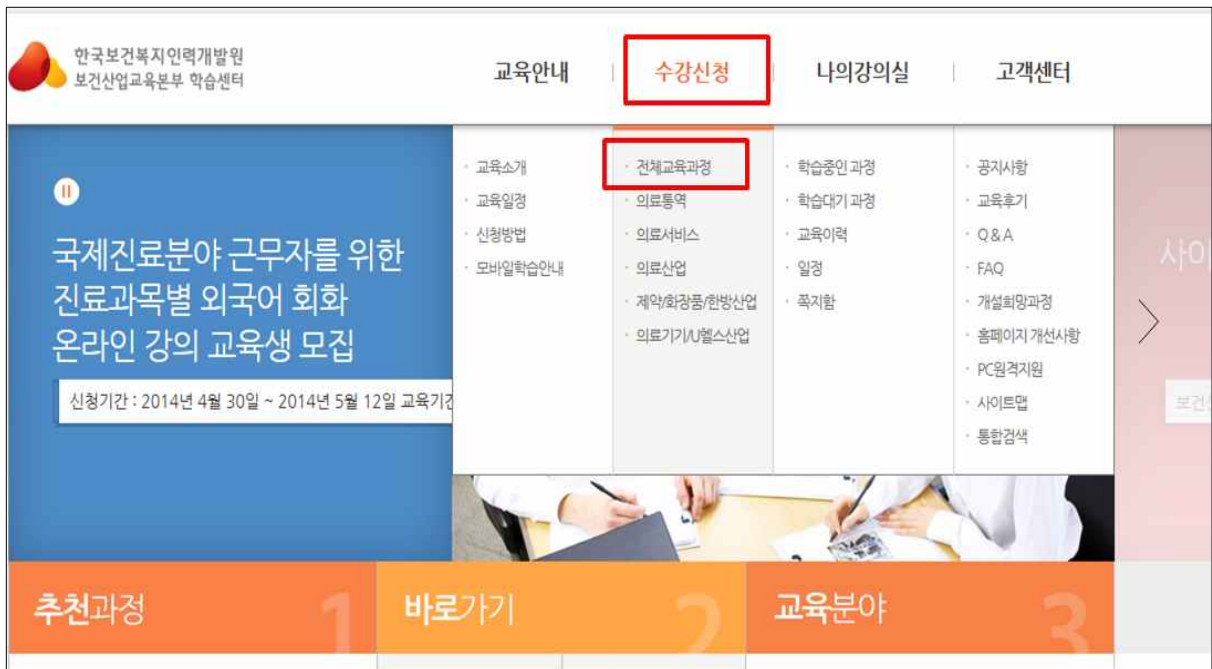 한국보건복지인력개발원
보건산업교육본부 학습센터
교육안내
수강신청
나의강의실
고객센터
· 교육소개
· 교육일정
· 신청방법
· 모바일학습안내
· 전체교육과정
· 의료통역
· 의료서비스
· 의료산업
· 제약/화장품/한방산업
· 의료기기/U헬스산업
· 학습중인 과정
· 학습대기 과정
· 교육이력
· 일정
· 쪽지함
· 공지사항
· 교육후기
· Q & A
· FAQ
· 개설희망과정
· 홈페이지 개선사항
· PC원격지원
· 사이트맵
· 통합검색
국제진료분야 근무자를 위한
진료과목별 외국어 회화
온라인 강의 교육생 모집
신청기간 : 2014년 4월 30일 ~ 2014년 5월 12일 교육기간
사이
보건
추천과정 1
바로가기 2
교육분야 3